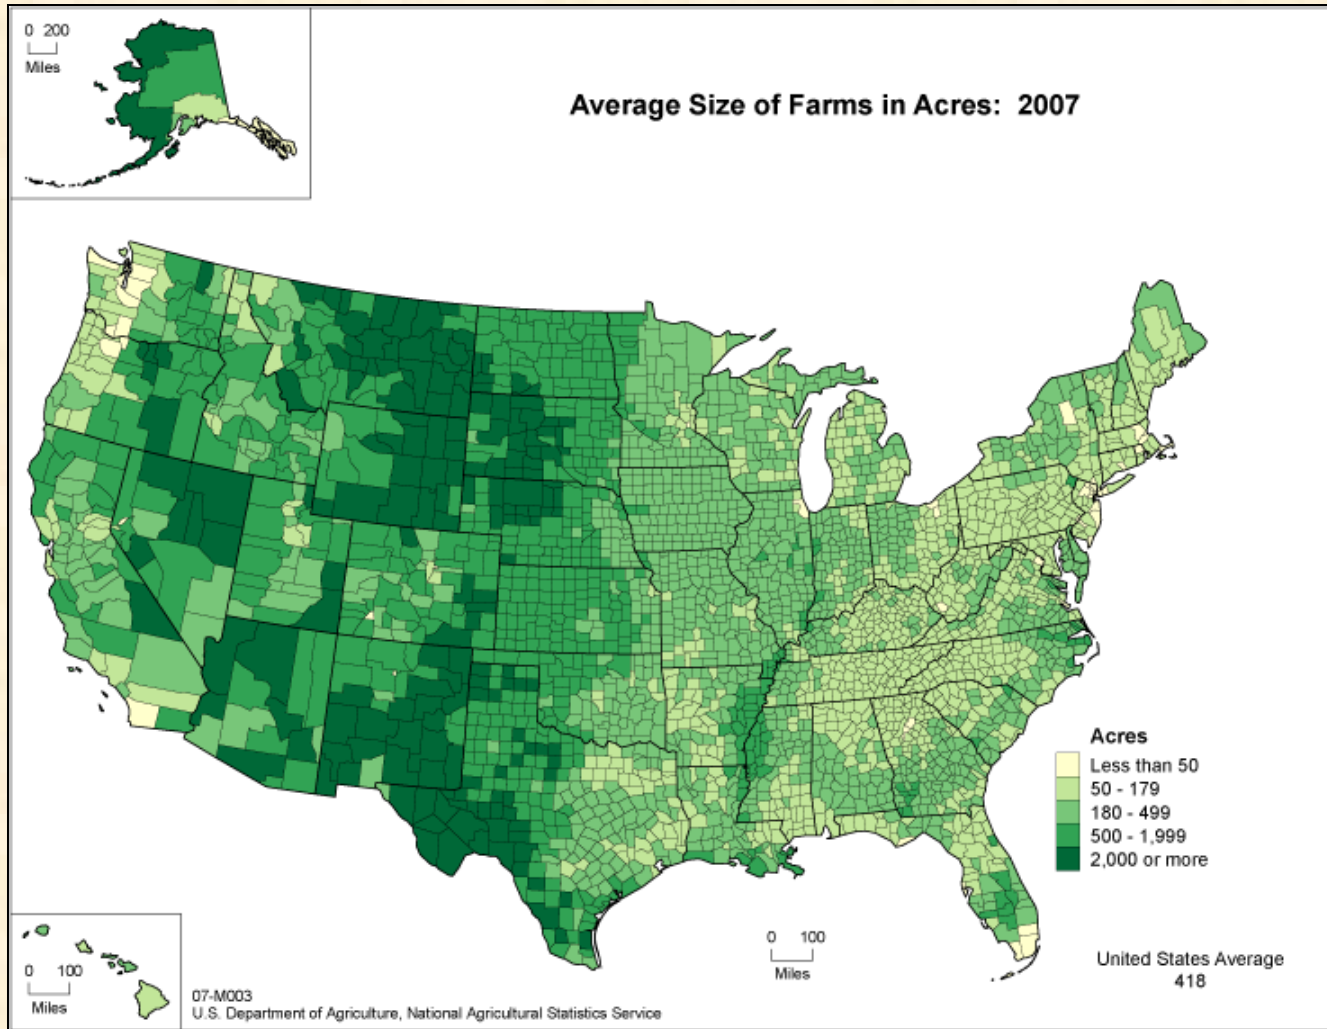 0 200
Miles
Average Size of Farms in Acres: 2007
Acres
Less than 50
50 - 179
180 - 499
500 - 1,999
2,000 or more
0 100
Miles
0 100
Miles
United States Average
418
07-M003
U.S. Department of Agriculture, National Agricultural Statistics Service